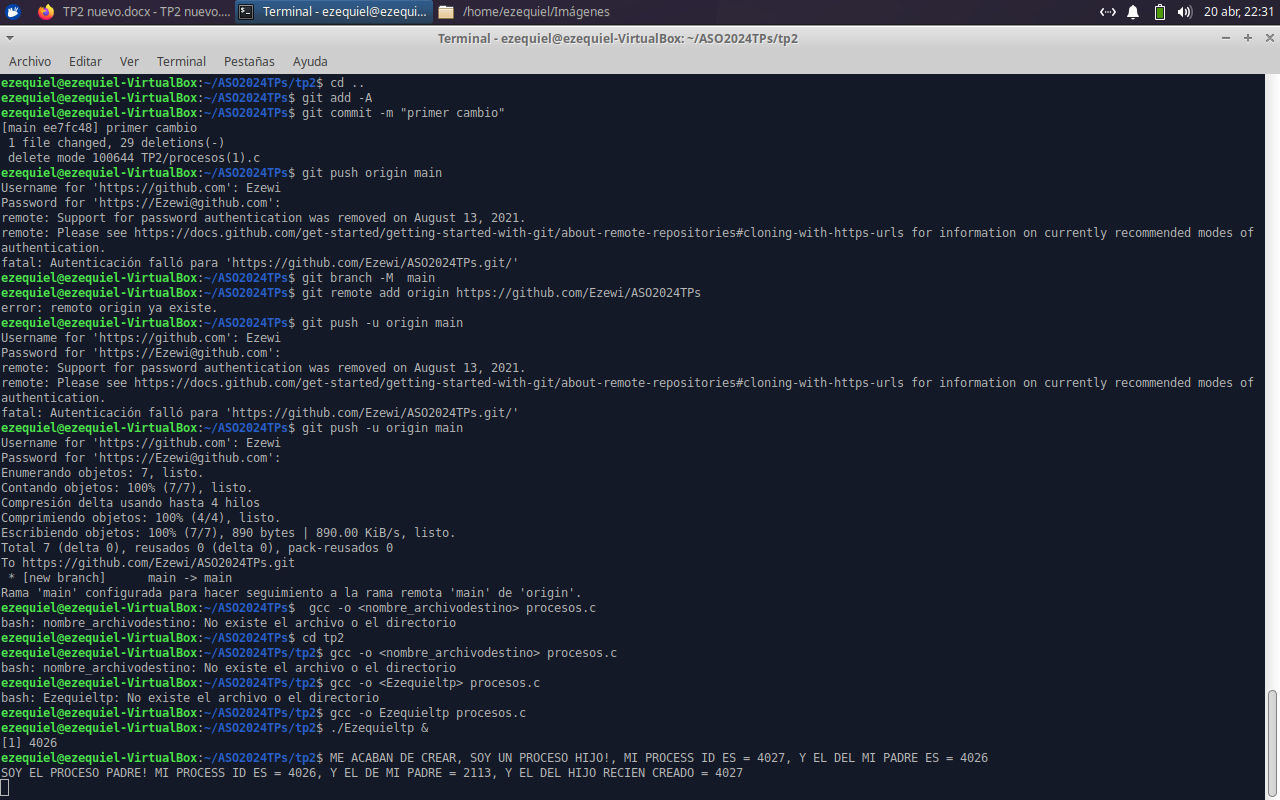 TP2 nuevo.docx - TP2 nuevo.... Terminal - ezequiel@ezequi... /home/ezequiel/Imágenes 20 abr, 22:31
Terminal - ezequiel@ezequiel-VirtualBox: ~/ASO2024TPs/tp2
Archivo Editar Ver Terminal Pestañas Ayuda
ezequiel@ezequiel-VirtualBox:~/ASO2024TPs/tp2$ cd ..
ezequiel@ezequiel-VirtualBox:~/ASO2024TPs$ git add -A
ezequiel@ezequiel-VirtualBox:~/ASO2024TPs$ git commit -m "primer cambio"
[main ee7fc48] primer cambio
 1 file changed, 29 deletions(-)
 delete mode 100644 TP2/procesos(1).c
ezequiel@ezequiel-VirtualBox:~/ASO2024TPs$ git push origin main
Username for 'https://github.com': Ezewi
Password for 'https://Ezewi@github.com':
remote: Support for password authentication was removed on August 13, 2021.
remote: Please see https://docs.github.com/get-started/getting-started-with-git/about-remote-repositories#cloning-with-https-urls for information on currently recommended modes of
authentication.
fatal: Autenticación falló para 'https://github.com/Ezewi/ASO2024TPs.git/'
ezequiel@ezequiel-VirtualBox:~/ASO2024TPs$ git branch -M  main
ezequiel@ezequiel-VirtualBox:~/ASO2024TPs$ git remote add origin https://github.com/Ezewi/ASO2024TPs
error: remoto origin ya existe.
ezequiel@ezequiel-VirtualBox:~/ASO2024TPs$ git push -u origin main
Username for 'https://github.com': Ezewi
Password for 'https://Ezewi@github.com':
remote: Support for password authentication was removed on August 13, 2021.
remote: Please see https://docs.github.com/get-started/getting-started-with-git/about-remote-repositories#cloning-with-https-urls for information on currently recommended modes of
authentication.
fatal: Autenticación falló para 'https://github.com/Ezewi/ASO2024TPs.git/'
ezequiel@ezequiel-VirtualBox:~/ASO2024TPs$ git push -u origin main
Username for 'https://github.com': Ezewi
Password for 'https://Ezewi@github.com':
Enumerando objetos: 7, listo.
Contando objetos: 100% (7/7), listo.
Compresión delta usando hasta 4 hilos
Comprimiendo objetos: 100% (4/4), listo.
Escribiendo objetos: 100% (7/7), 890 bytes | 890.00 KiB/s, listo.
Total 7 (delta 0), reusados 0 (delta 0), pack-reusados 0
To https://github.com/Ezewi/ASO2024TPs.git
 * [new branch]      main -> main
Rama 'main' configurada para hacer seguimiento a la rama remota 'main' de 'origin'.
ezequiel@ezequiel-VirtualBox:~/ASO2024TPs$  gcc -o <nombre_archivodestino> procesos.c
bash: nombre_archivodestino: No existe el archivo o el directorio
ezequiel@ezequiel-VirtualBox:~/ASO2024TPs$ cd tp2
ezequiel@ezequiel-VirtualBox:~/ASO2024TPs/tp2$ gcc -o <nombre_archivodestino> procesos.c
bash: nombre_archivodestino: No existe el archivo o el directorio
ezequiel@ezequiel-VirtualBox:~/ASO2024TPs/tp2$ gcc -o <Ezequieltp> procesos.c
bash: Ezequieltp: No existe el archivo o el directorio
ezequiel@ezequiel-VirtualBox:~/ASO2024TPs/tp2$ gcc -o Ezequieltp procesos.c
ezequiel@ezequiel-VirtualBox:~/ASO2024TPs/tp2$ ./Ezequieltp &
[1] 4026
ezequiel@ezequiel-VirtualBox:~/ASO2024TPs/tp2$ ME ACABAN DE CREAR, SOY UN PROCESO HIJO!, MI PROCESS ID ES = 4027, Y EL DEL MI PADRE ES = 4026
SOY EL PROCESO PADRE! MI PROCESS ID ES = 4026, Y EL DE MI PADRE = 2113, Y EL DEL HIJO RECIEN CREADO = 4027